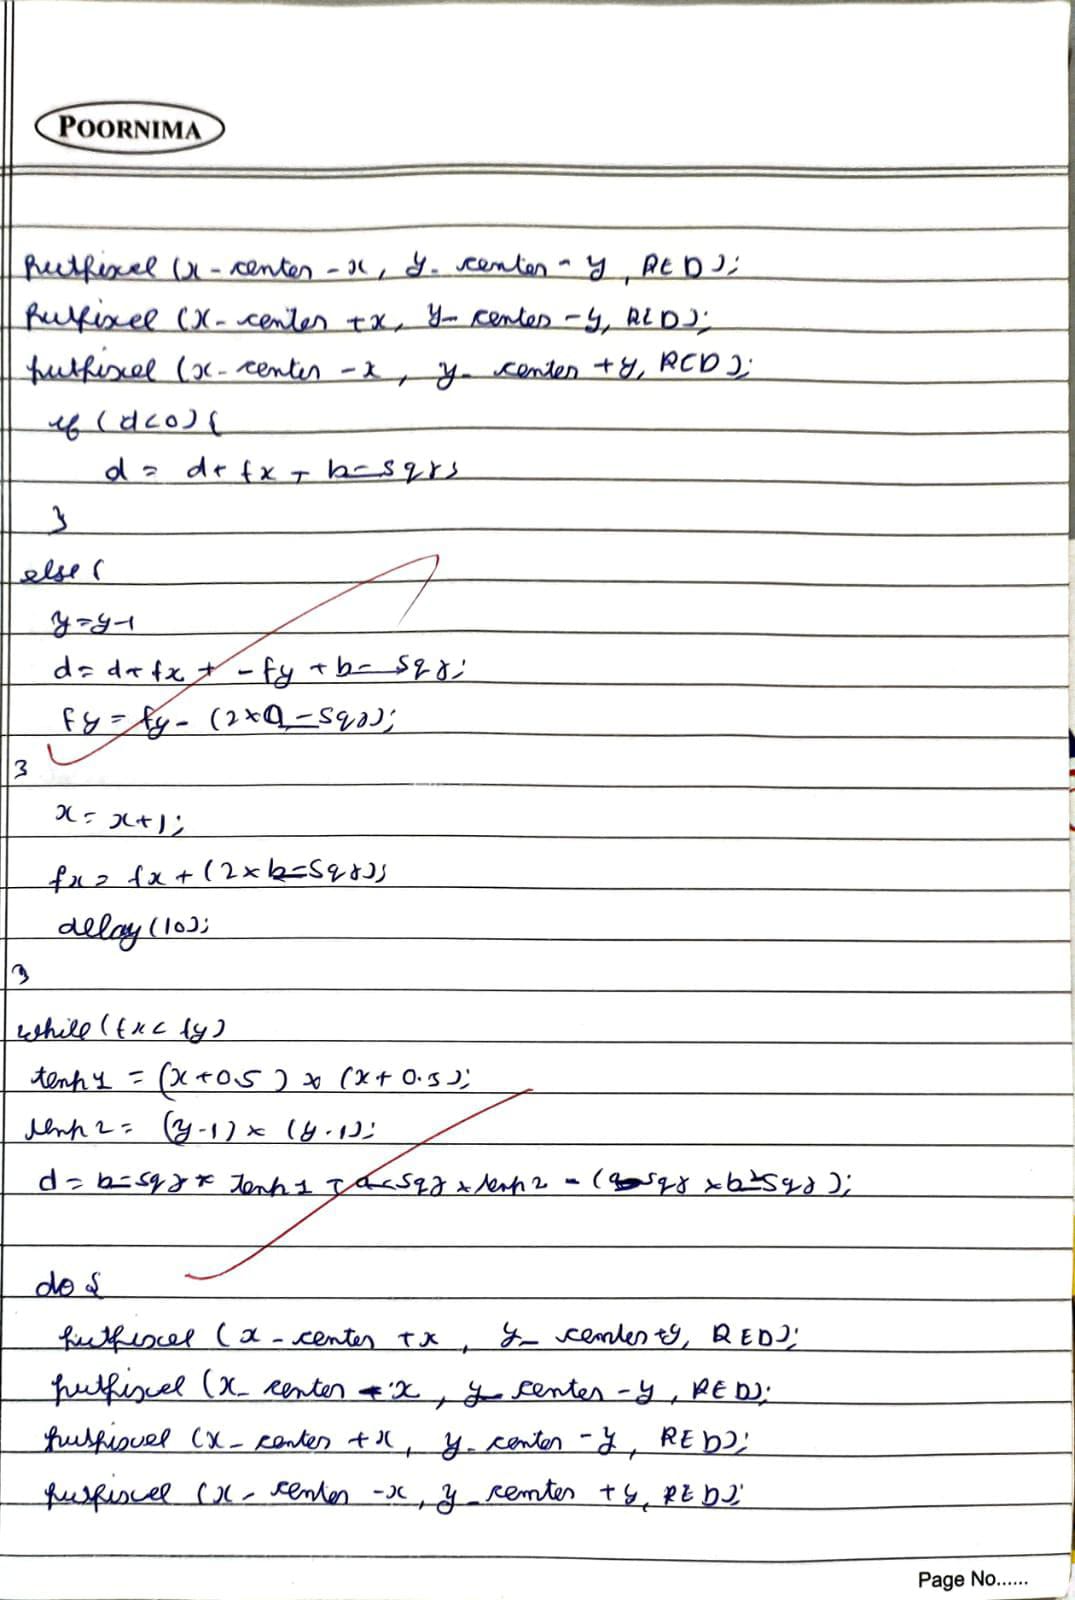 POORNIMA
putpixel (x-center-x, y-center-y, RED);
putpixel (x-center+x, y-center-y, RED);
putpixel (x-center-x, y-center+y, RED);
if (d<0){
d = d+fx+b-sqr;
}
else{
y=y-1
d= d+fx + -fy + b-sqr;
fy = fy-(2*a-sqr);
}
x= x+1;
fx= fx+(2*b-sqr);
delay(10);
}
while(fx<fy)
temp1 = (x+0.5) * (x+0.5);
temp2 = (y-1)*(y-1);
d= b-sqr* temp1 + a-sqr*temp2 - (a-sqr*b-sqr);
do{
putpixel (x-center+x, y-center+y, RED);
putpixel (x-center-x, y-center-y, RED);
putpixel (x-center+x, y-center-y, RED);
putpixel (x-center-x, y-center+y, RED);
Page No......